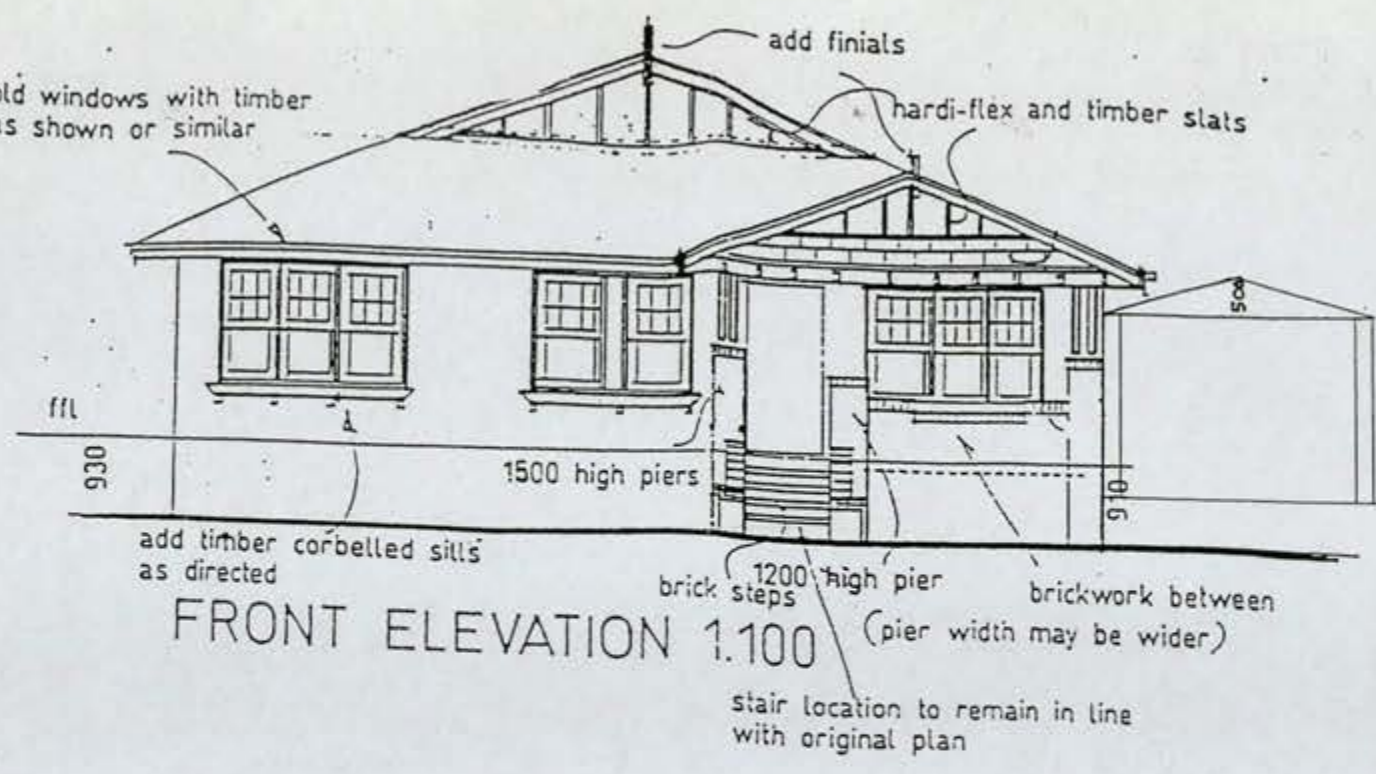 add finials
old windows with timber
as shown or similar
hardi-flex and timber slats
500
ffl
930
1500 high piers
910
add timber corbelled sills
as directed
brick steps
1200 high pier
brickwork between
(pier width may be wider)
FRONT ELEVATION 1.100
stair location to remain in line
with original plan